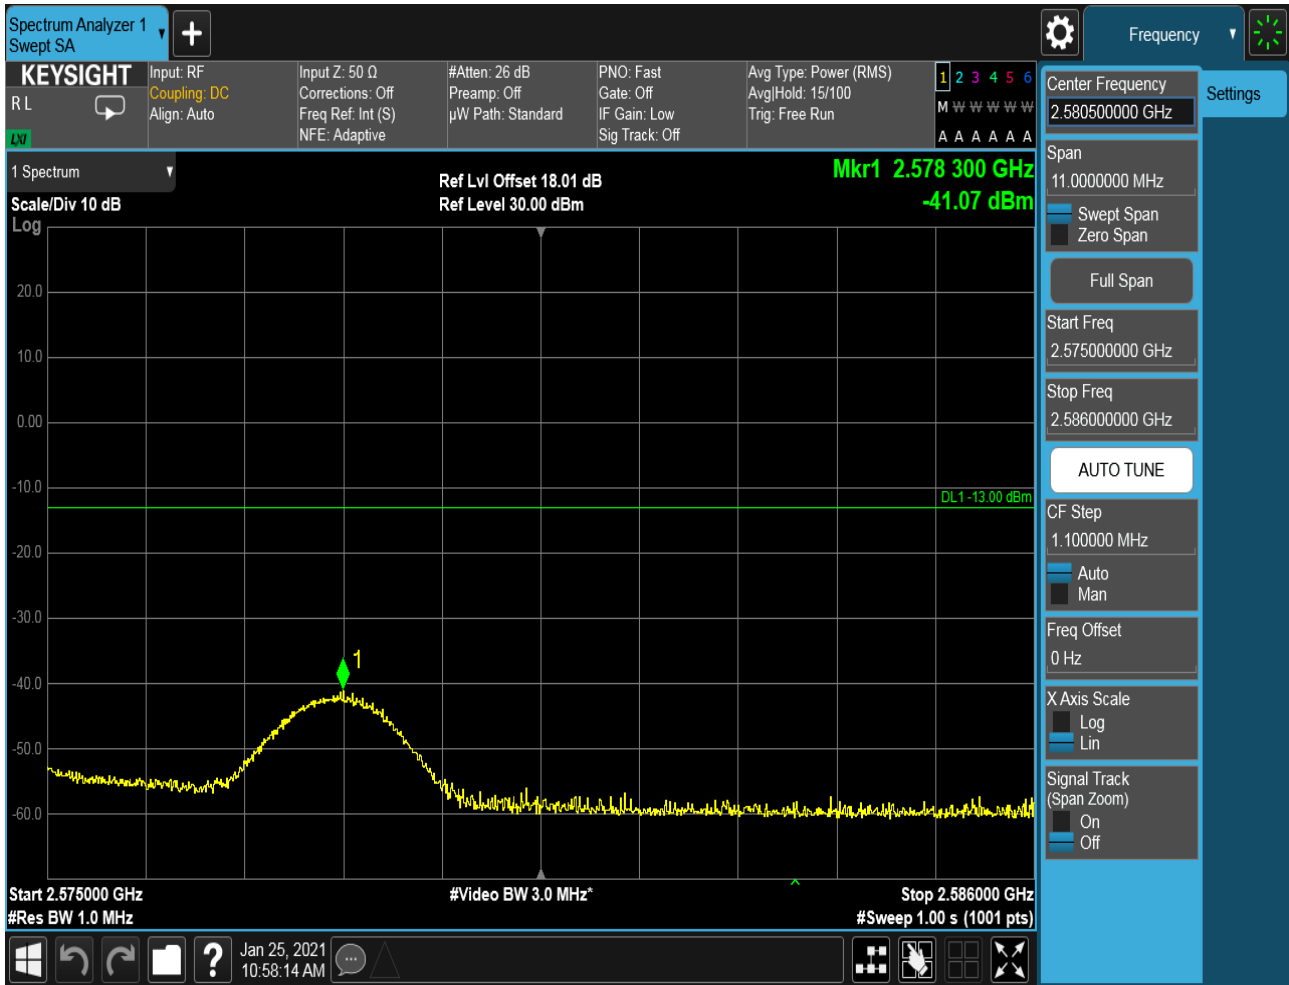 Spectrum Analyzer 1
Swept SA
Frequency
KEYSIGHT
R L
LXI
Input: RF
Coupling: DC
Align: Auto
Input Z: 50 Ω
Corrections: Off
Freq Ref: Int (S)
NFE: Adaptive
#Atten: 26 dB
Preamp: Off
µW Path: Standard
PNO: Fast
Gate: Off
IF Gain: Low
Sig Track: Off
Avg Type: Power (RMS)
Avg|Hold: 15/100
Trig: Free Run
1 2 3 4 5 6
M W W W W W
A A A A A A
1 Spectrum
Scale/Div 10 dB
Log
Ref Lvl Offset 18.01 dB
Ref Level 30.00 dBm
Mkr1 2.578 300 GHz
-41.07 dBm
20.0
10.0
0.00
-10.0
DL1 -13.00 dBm
-20.0
-30.0
1
-40.0
-50.0
-60.0
Start 2.575000 GHz
#Res BW 1.0 MHz
#Video BW 3.0 MHz*
Stop 2.586000 GHz
#Sweep 1.00 s (1001 pts)
Center Frequency
2.580500000 GHz
Settings
Span
11.0000000 MHz
Swept Span
Zero Span
Full Span
Start Freq
2.575000000 GHz
Stop Freq
2.586000000 GHz
AUTO TUNE
CF Step
1.100000 MHz
Auto
Man
Freq Offset
0 Hz
X Axis Scale
Log
Lin
Signal Track
(Span Zoom)
On
Off
?
Jan 25, 2021
10:58:14 AM